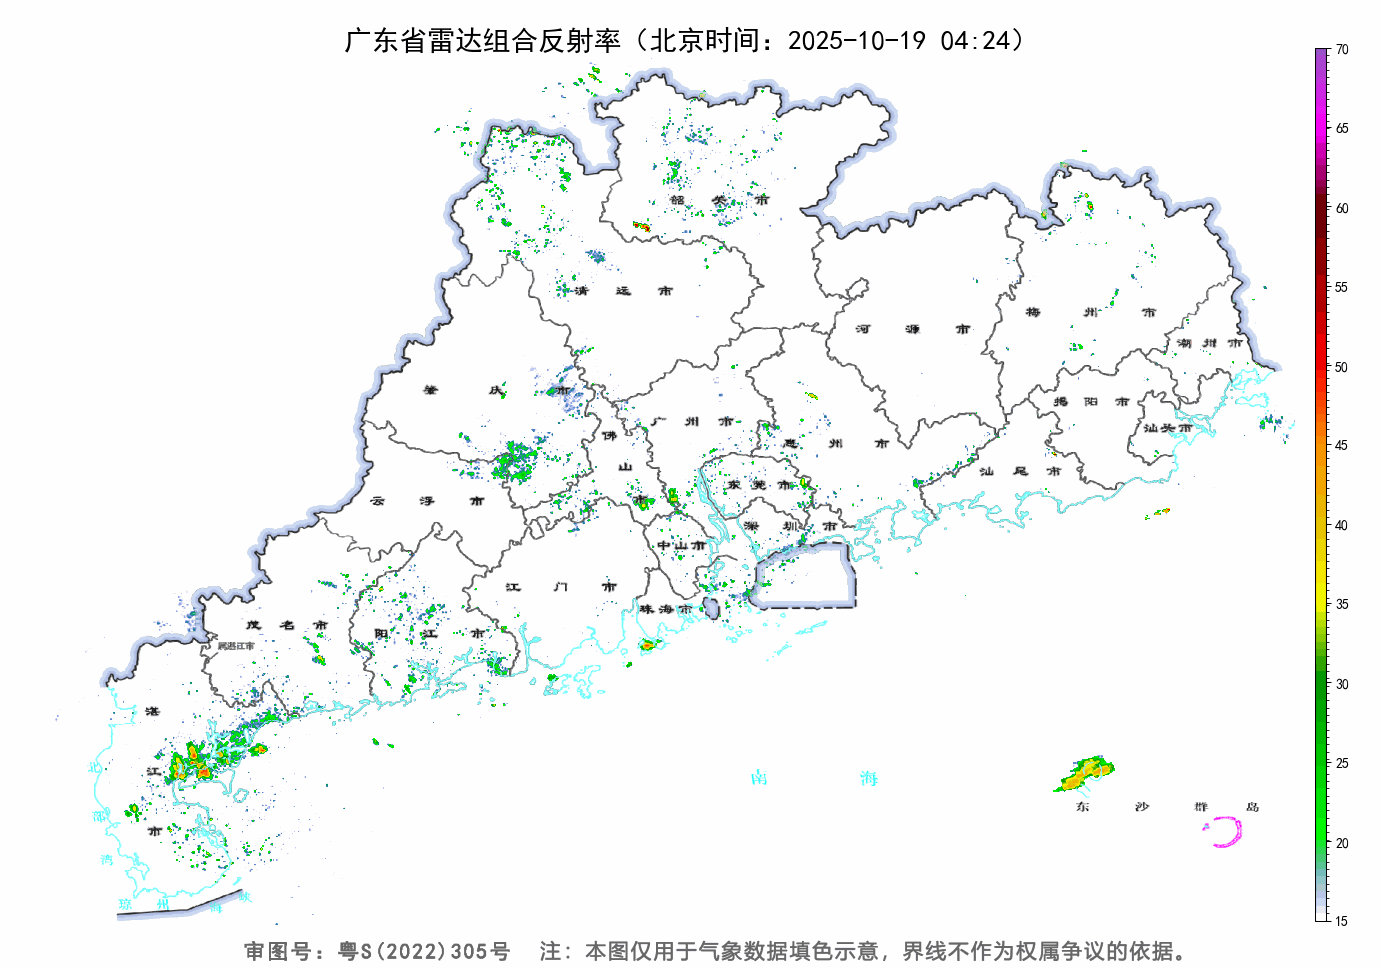 广东省雷达组合反射率（北京时间：2025-10-19 04:24）
70
65
60
55
50
45
40
35
30
25
20
15
韶关市
清远市
河源市
梅州市
潮州市
肇庆市
广州市
揭阳市
汕头市
佛山市
惠州市
汕尾市
东莞市
云浮市
深圳市
中山市
江门市
珠海市
茂名市
阳江市
属湛江市
湛江市
北部湾
南海
东沙群岛
琼州海峡
审图号：粤S(2022)305号 注：本图仅用于气象数据填色示意，界线不作为权属争议的依据。